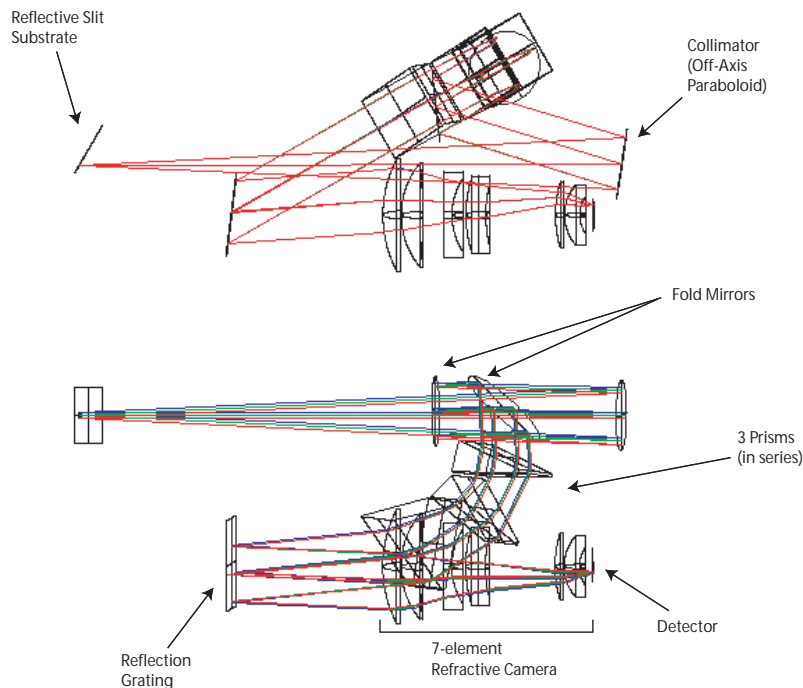 Reflective Slit
Substrate
Collimator
(Off-Axis
Paraboloid)
Fold Mirrors
3 Prisms
(in series)
Detector
7-element
Refractive Camera
Reflection
Grating